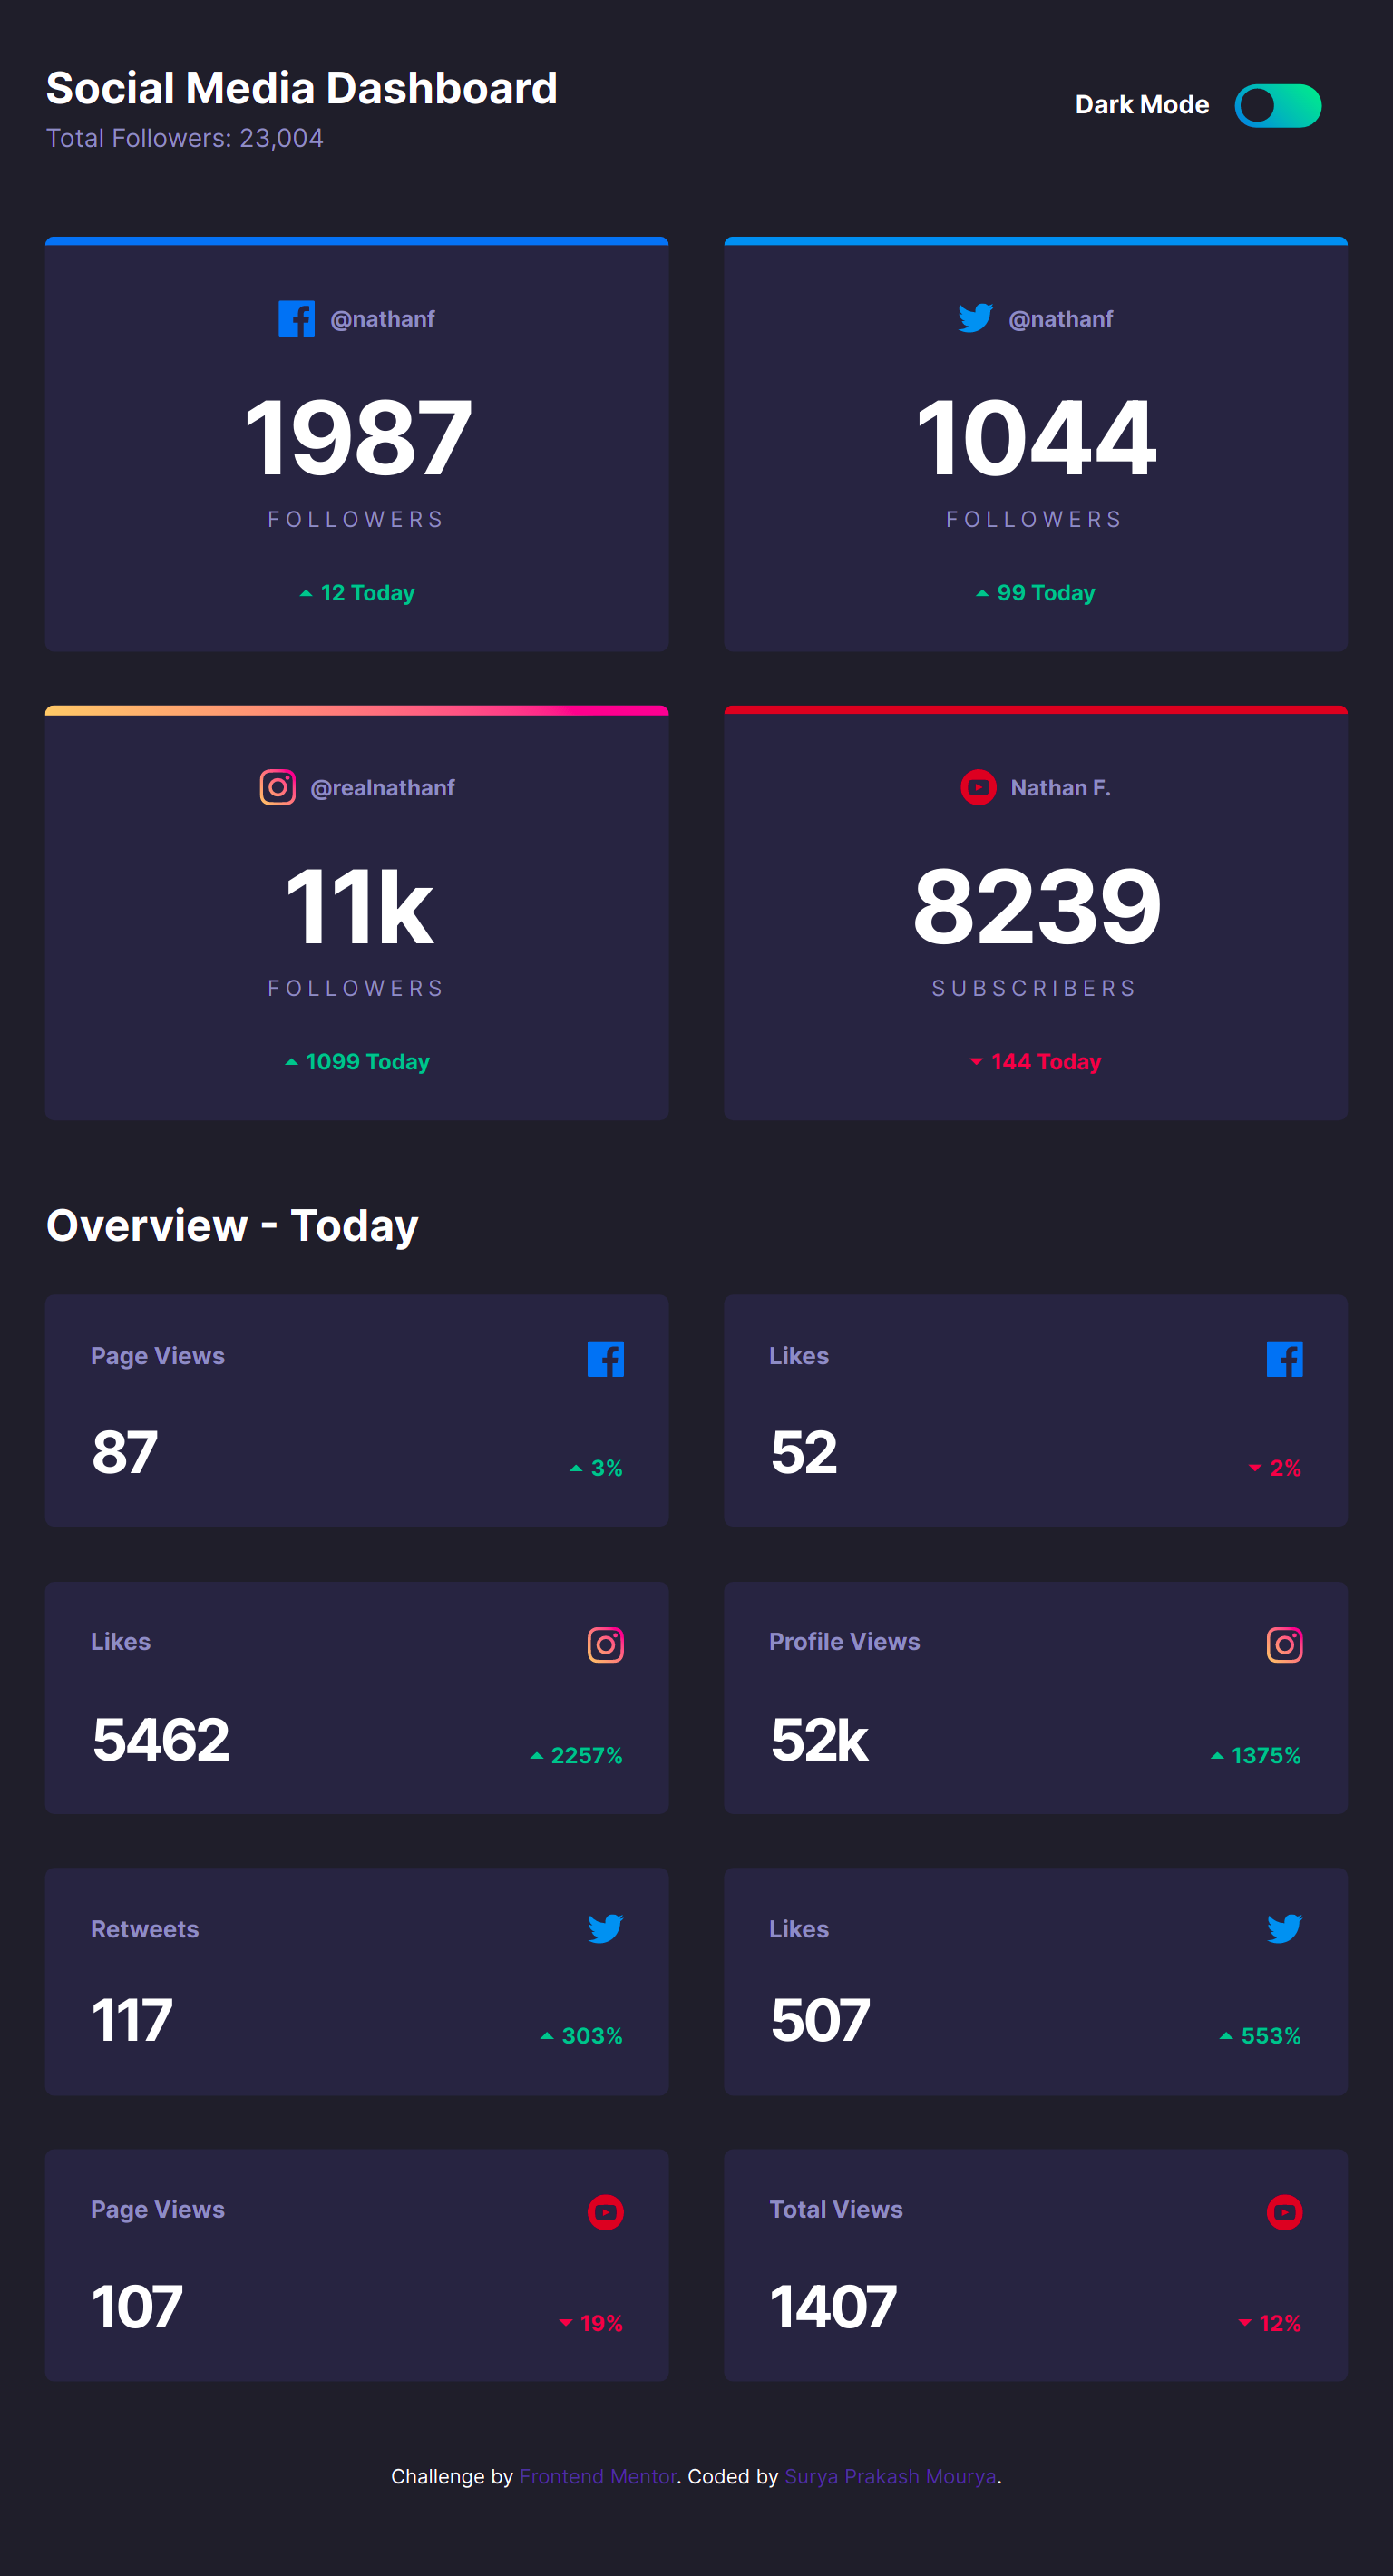 Social Media Dashboard
Total Followers: 23,004
Dark Mode
@nathanf
1987
FOLLOWERS
12 Today
@nathanf
1044
FOLLOWERS
99 Today
@realnathanf
11k
FOLLOWERS
1099 Today
Nathan F.
8239
SUBSCRIBERS
144 Today
Overview - Today
Page Views
87
3%
Likes
52
2%
Likes
5462
2257%
Profile Views
52k
1375%
Retweets
117
303%
Likes
507
553%
Page Views
107
19%
Total Views
1407
12%
Challenge by Frontend Mentor. Coded by Surya Prakash Mourya.